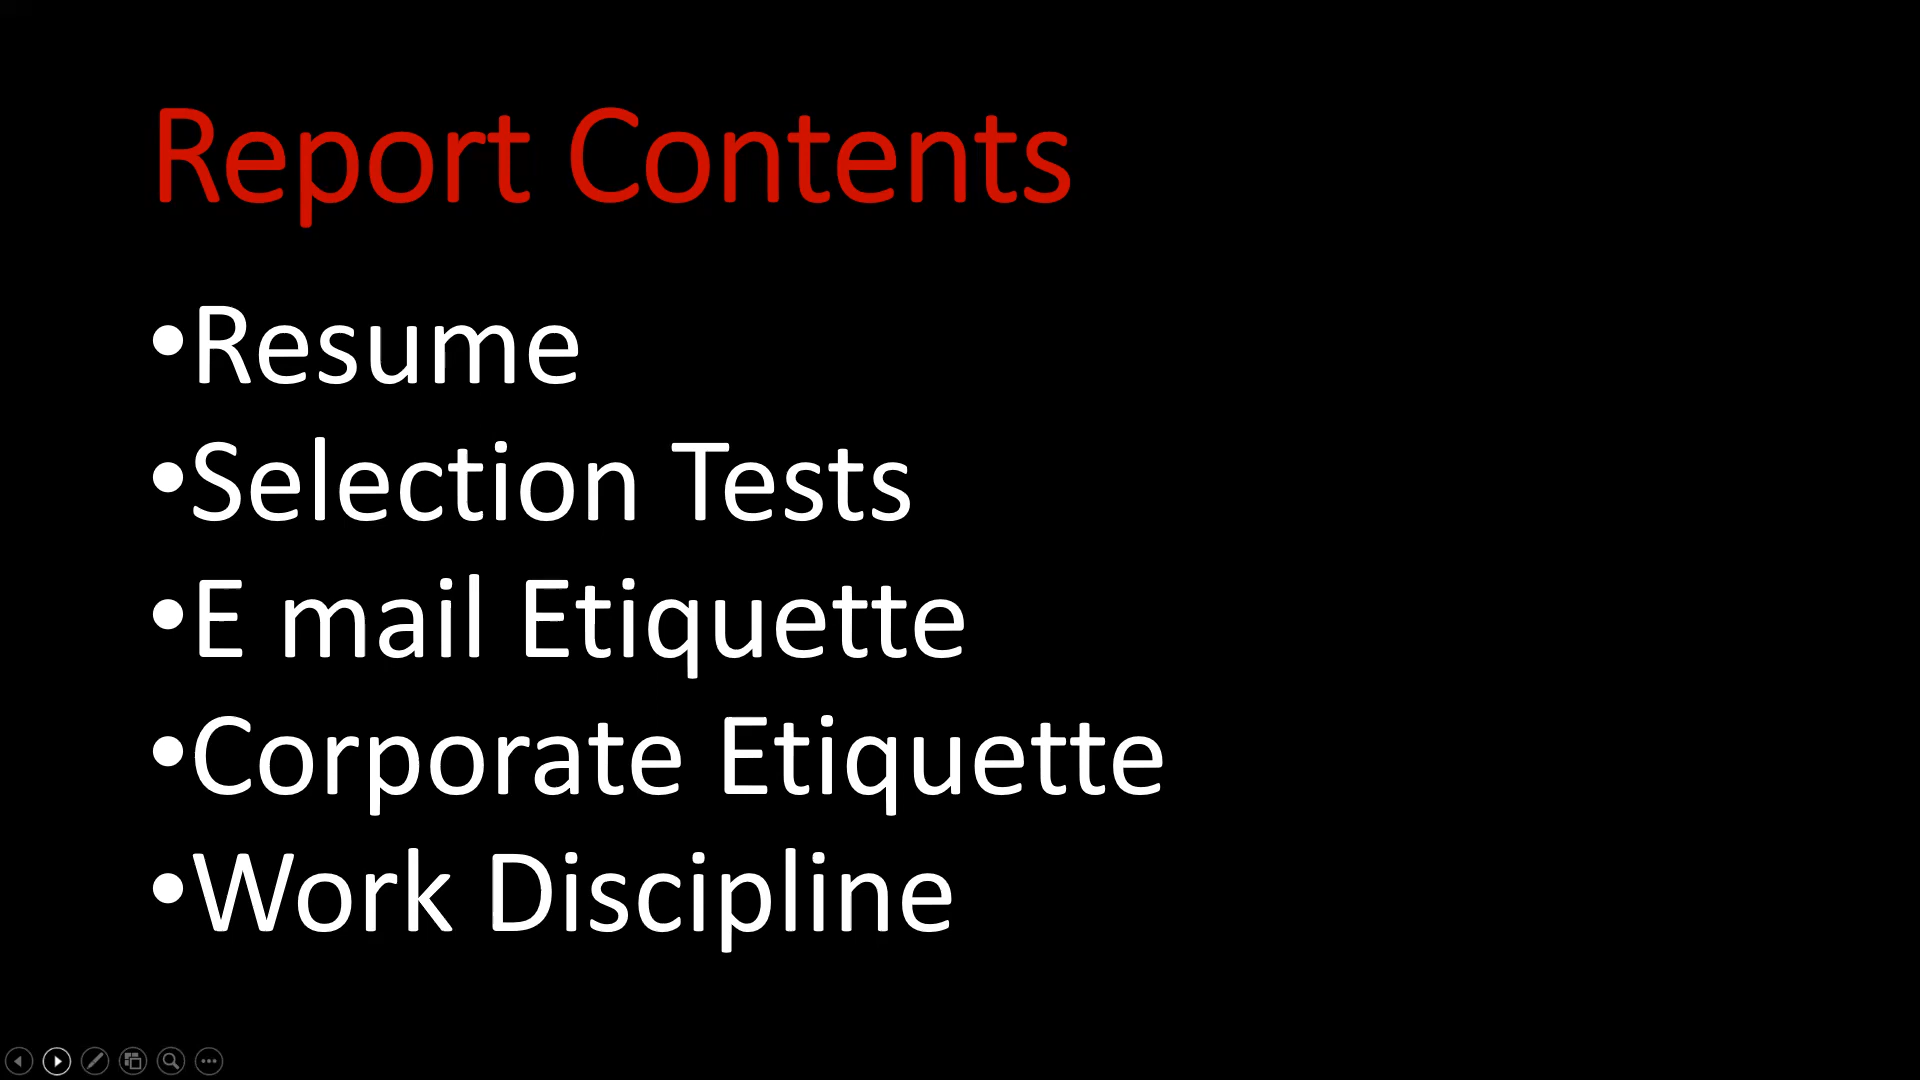 Report Contents
•Resume
•Selection Tests
•E mail Etiquette
•Corporate Etiquette
•Work Discipline